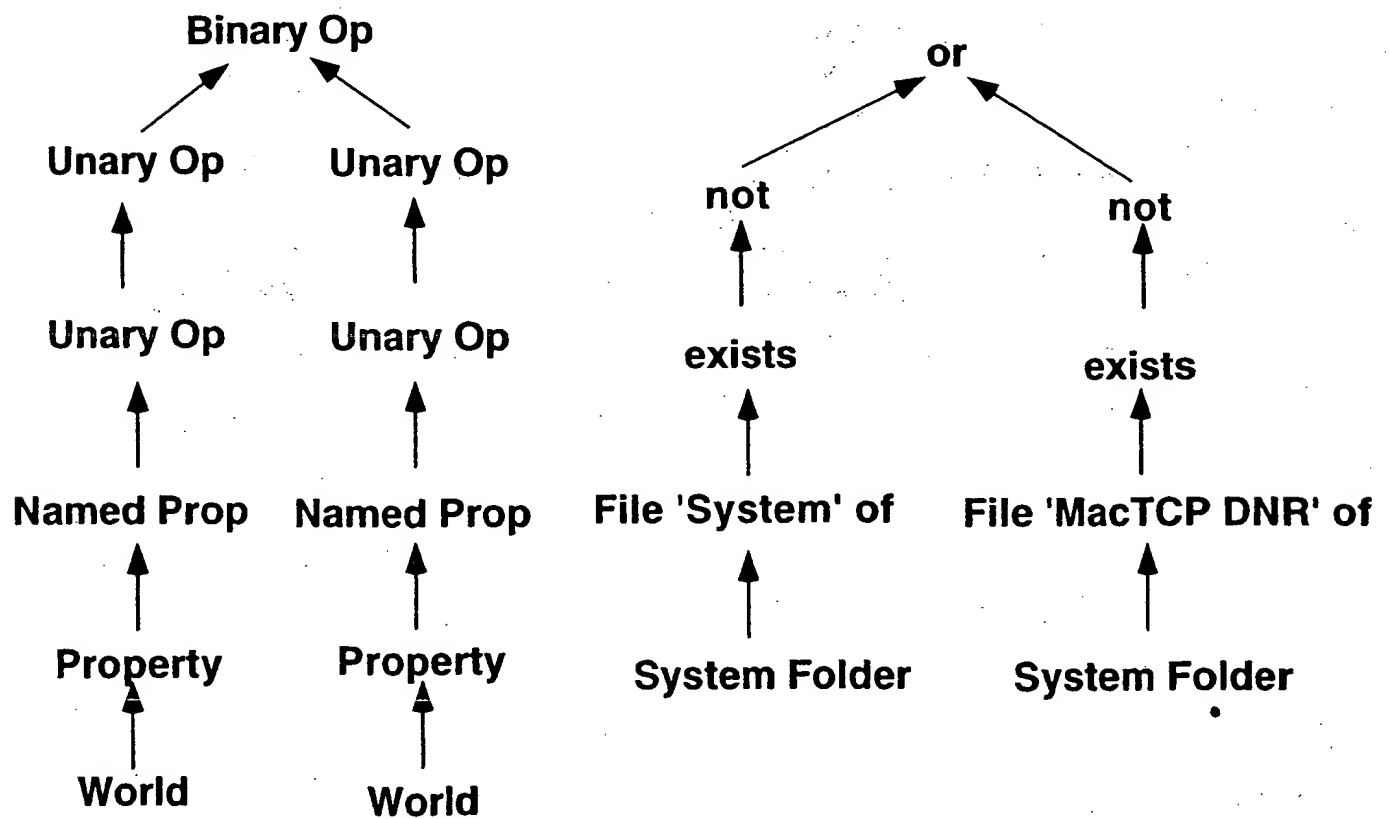 Binary Op
Unary Op
Unary Op
Unary Op
Unary Op
Named Prop
Named Prop
Property
Property
World
World
or
not
not
exists
exists
File 'System' of
File 'MacTCP DNR' of
System Folder
System Folder